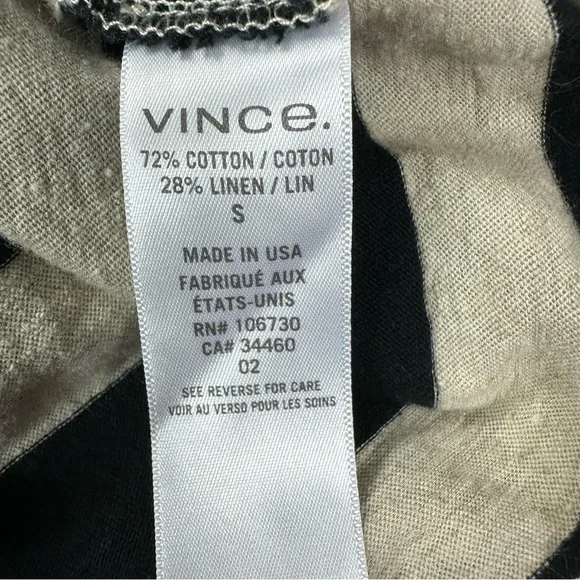 VINCe.
72% COTTON / COTON
28% LINEN / LIN
S
MADE IN USA
FABRIQUÉ AUX
ÉTATS-UNIS
RN# 106730
CA# 34460
02
SEE REVERSE FOR CARE
VOIR AU VERSO POUR LES SOINS